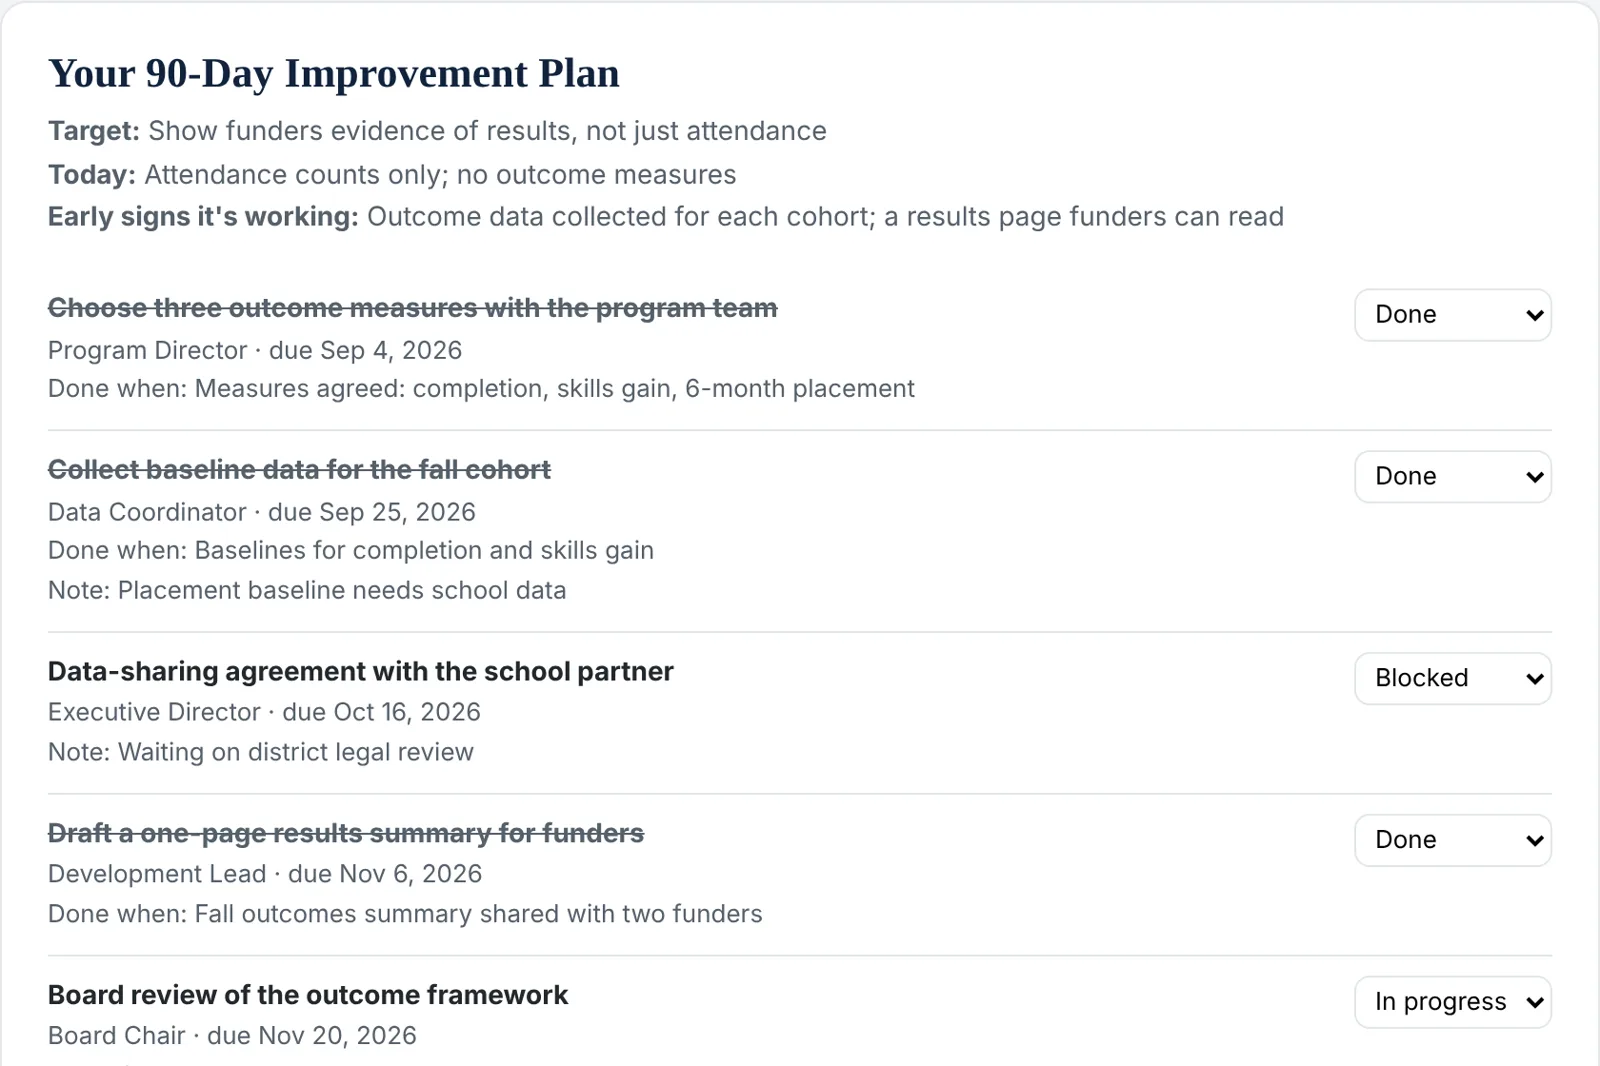 Your 90-Day Improvement Plan
Target: Show funders evidence of results, not just attendance
Today: Attendance counts only; no outcome measures
Early signs it's working: Outcome data collected for each cohort; a results page funders can read
Choose three outcome measures with the program team
Done
Program Director · due Sep 4, 2026
Done when: Measures agreed: completion, skills gain, 6-month placement
Collect baseline data for the fall cohort
Done
Data Coordinator · due Sep 25, 2026
Done when: Baselines for completion and skills gain
Note: Placement baseline needs school data
Data-sharing agreement with the school partner
Blocked
Executive Director · due Oct 16, 2026
Note: Waiting on district legal review
Draft a one-page results summary for funders
Done
Development Lead · due Nov 6, 2026
Done when: Fall outcomes summary shared with two funders
Board review of the outcome framework
In progress
Board Chair · due Nov 20, 2026